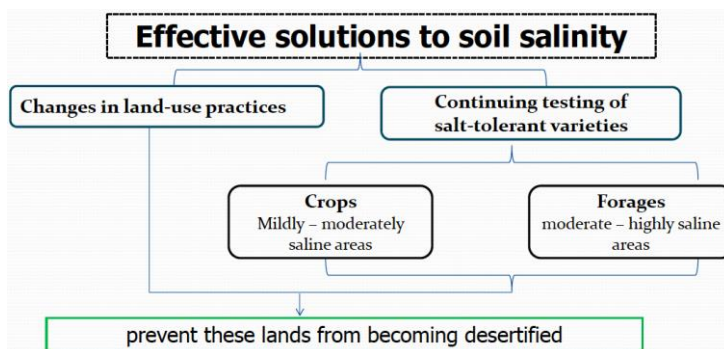 Effective solutions to soil salinity
Changes in land-use practices
Continuing testing of
salt-tolerant varieties
Crops
Mildly – moderately
saline areas
Forages
moderate – highly saline
areas
prevent these lands from becoming desertified